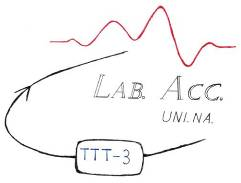 LAB. ACC.
UNI.NA.
TTT-3